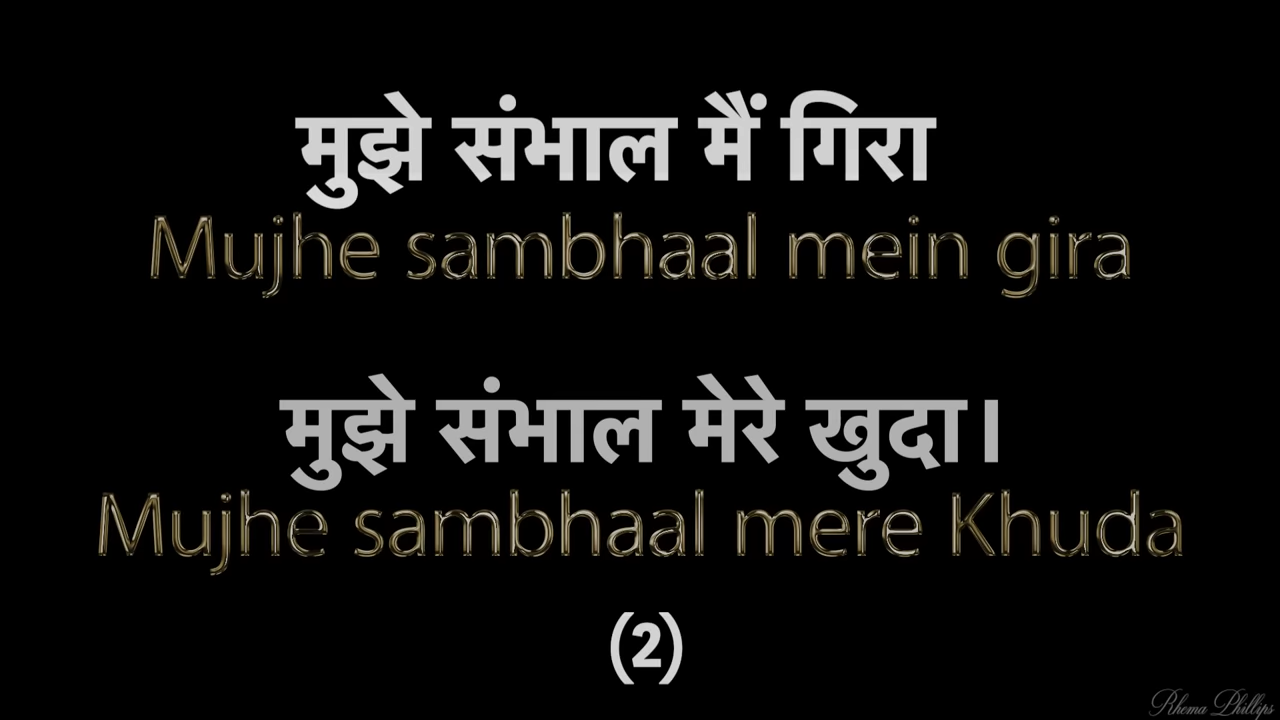 मुझे संभाल मैं गिरा
Mujhe sambhaal mein gira
मुझे संभाल मेरे खुदा।
Mujhe sambhaal mere Khuda
(2)
Rhema Phillips